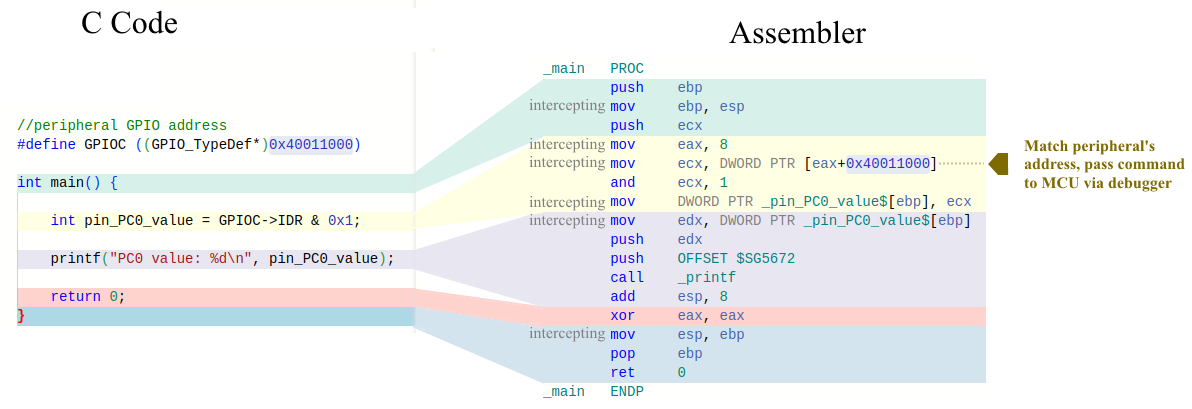 C Code
Assembler
//peripheral GPIO address
#define GPIOC ((GPIO_TypeDef*)0x40011000)
int main() {
int pin_PC0_value = GPIOC->IDR & 0x1;
printf("PC0 value: %d\n", pin_PC0_value);
return 0;
}
_main PROC
push ebp
intercepting mov ebp, esp
push ecx
intercepting mov eax, 8
intercepting mov ecx, DWORD PTR [eax+0x40011000]
and ecx, 1
intercepting mov DWORD PTR _pin_PC0_value$[ebp], ecx
intercepting mov edx, DWORD PTR _pin_PC0_value$[ebp]
push edx
push OFFSET $SG5672
call _printf
add esp, 8
xor eax, eax
intercepting mov esp, ebp
pop ebp
ret 0
_main ENDP
Match peripheral's
address, pass command
to MCU via debugger